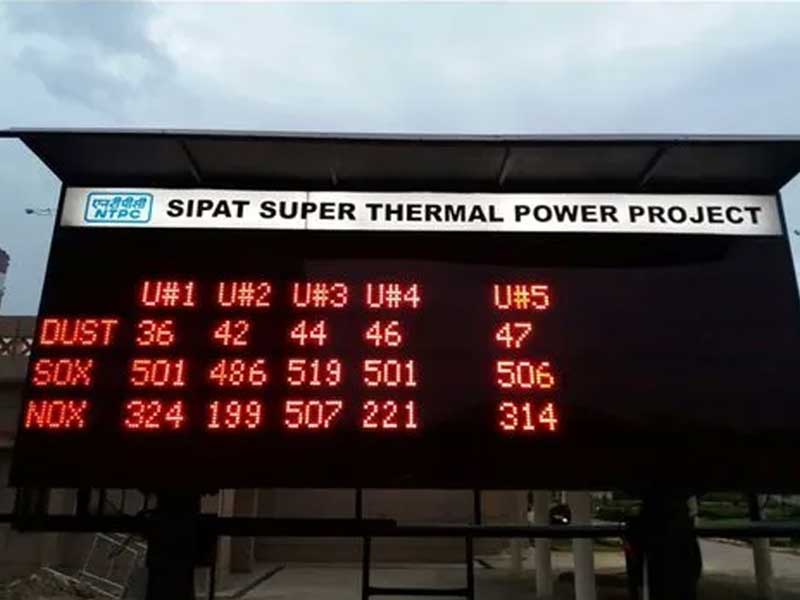 एनटीपीसी
NTPC
SIPAT SUPER THERMAL POWER PROJECT
U#1 U#2 U#3 U#4 U#5
DUST 36 42 44 46 47
SOX 501 486 519 501 506
NOX 324 199 507 221 314